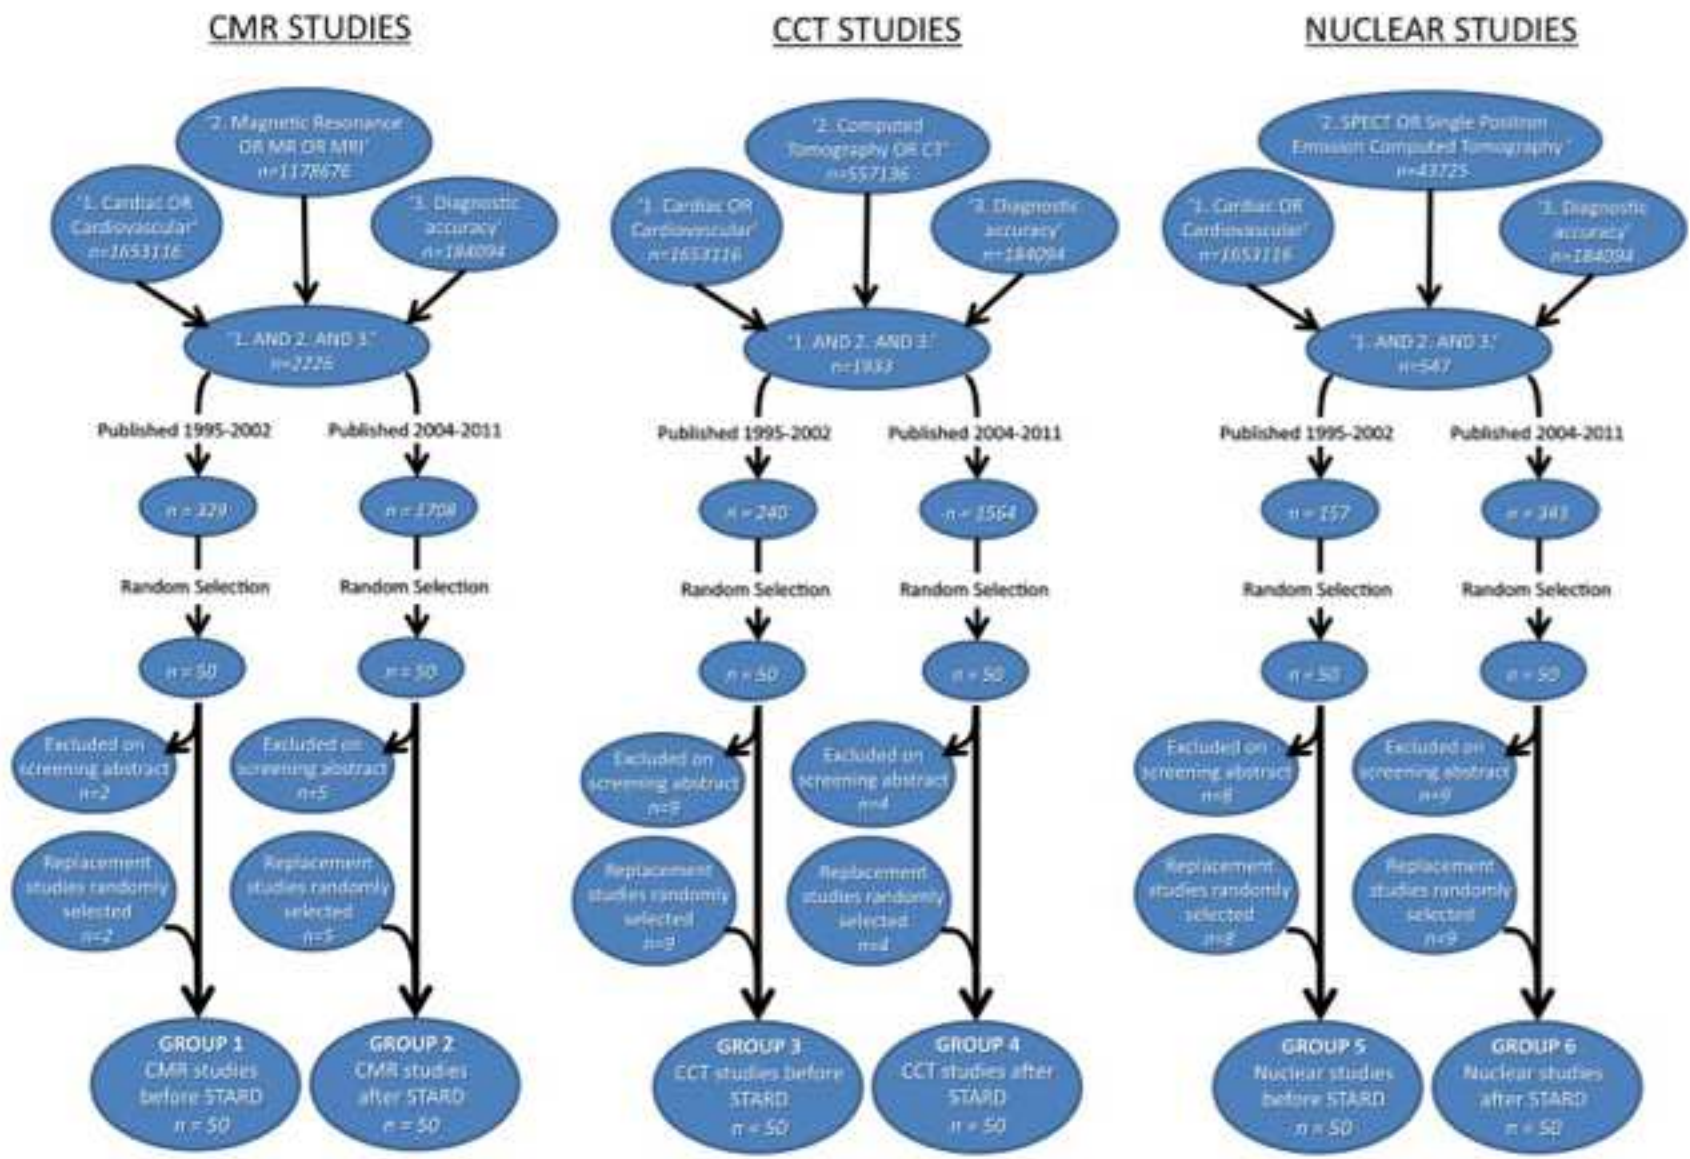 CMR STUDIES
'2. Magnetic Resonance
OR MR OR MRI'
n=1178676
'1. Cardiac OR
Cardiovascular'
n=1653116
'3. Diagnostic
accuracy'
n=184094
'1. AND 2. AND 3.'
n=2226
Published 1995-2002
Published 2004-2011
n = 329
n = 1708
Random Selection
Random Selection
n = 50
n = 50
Excluded on
screening abstract
n=2
Excluded on
screening abstract
n=5
Replacement
studies randomly
selected
n=2
Replacement
studies randomly
selected
n=5
GROUP 1
CMR studies
before STARD
n = 50
GROUP 2
CMR studies
after STARD
n = 50
CCT STUDIES
'2. Computed
Tomography OR CT'
n=557136
'1. Cardiac OR
Cardiovascular'
n=1653116
'3. Diagnostic
accuracy'
n=184094
'1. AND 2. AND 3.'
n=1933
Published 1995-2002
Published 2004-2011
n = 240
n = 1564
Random Selection
Random Selection
n = 50
n = 50
Excluded on
screening abstract
n=9
Excluded on
screening abstract
n=4
Replacement
studies randomly
selected
n=9
Replacement
studies randomly
selected
n=4
GROUP 3
CCT studies before
STARD
n = 50
GROUP 4
CCT studies after
STARD
n = 50
NUCLEAR STUDIES
'2. SPECT OR Single Positron
Emission Computed Tomography'
n=43725
'1. Cardiac OR
Cardiovascular'
n=1653116
'3. Diagnostic
accuracy'
n=184094
'1. AND 2. AND 3.'
n=547
Published 1995-2002
Published 2004-2011
n = 157
n = 341
Random Selection
Random Selection
n = 50
n = 50
Excluded on
screening abstract
n=8
Excluded on
screening abstract
n=9
Replacement
studies randomly
selected
n=8
Replacement
studies randomly
selected
n=9
GROUP 5
Nuclear studies
before STARD
n = 50
GROUP 6
Nuclear studies
after STARD
n = 50